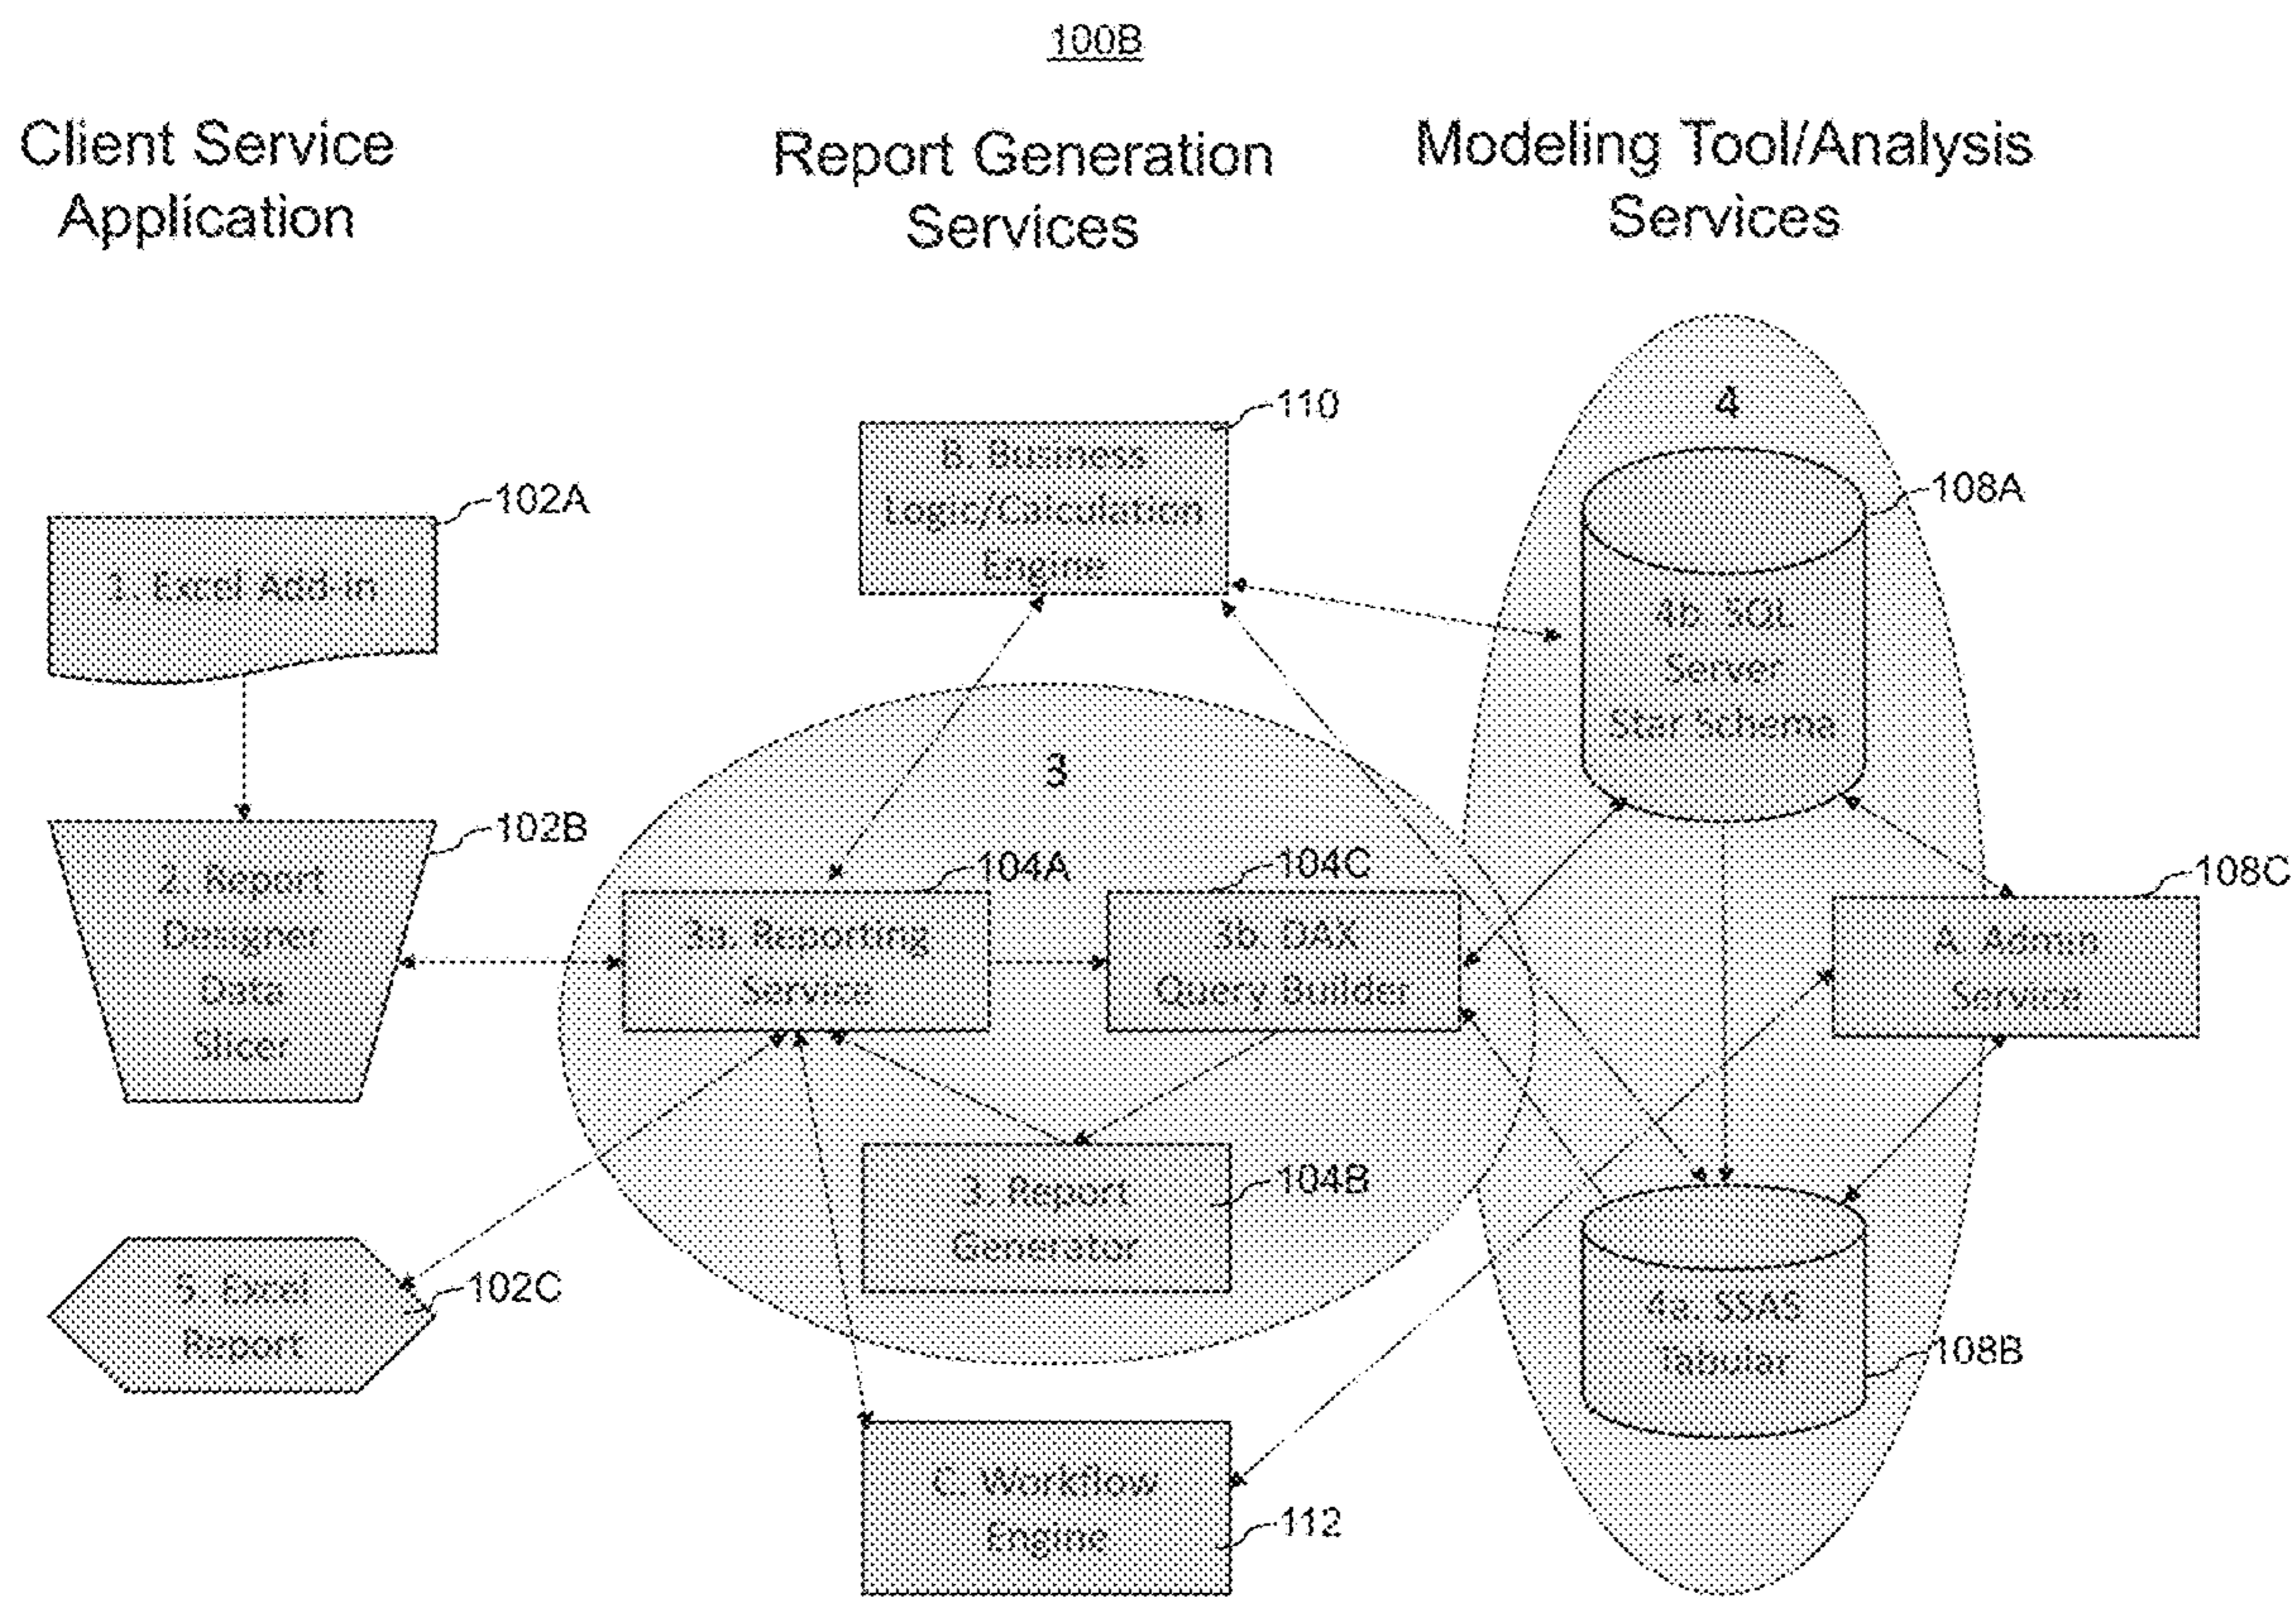 100B
Client Service
Application
Report Generation
Services
Modeling Tool/Analysis
Services
110
B. Business
Logic/Calculation
Engine
4
108A
4b. SQL
Server
Star Schema
102A
1. Excel Add-in
3
102B
2. Report
Designer
Data
Slicer
104A
3a. Reporting
Service
104C
3b. DAX
Query Builder
108C
A. Admin
Service
3. Report
Generator
104B
5. Excel
Report
102C
4a. SSAS
Tabular
108B
C. Workflow
Engine
112